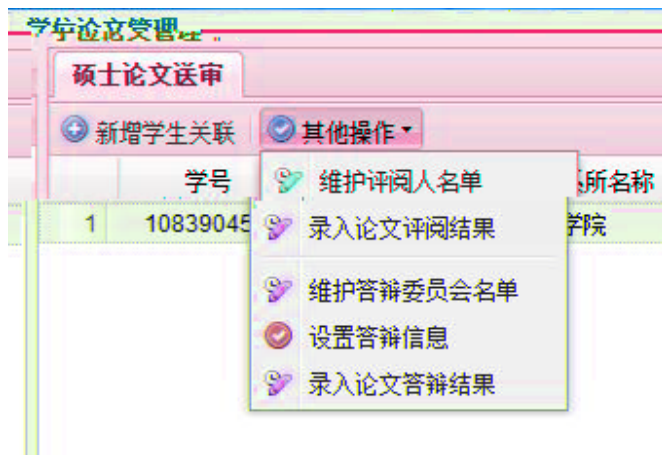 学位论文管理
硕士论文送审
新增学生关联 其他操作
学号 所名称
维护评阅人名单
1 10839045 学院
录入论文评阅结果
维护答辩委员会名单
设置答辩信息
录入论文答辩结果